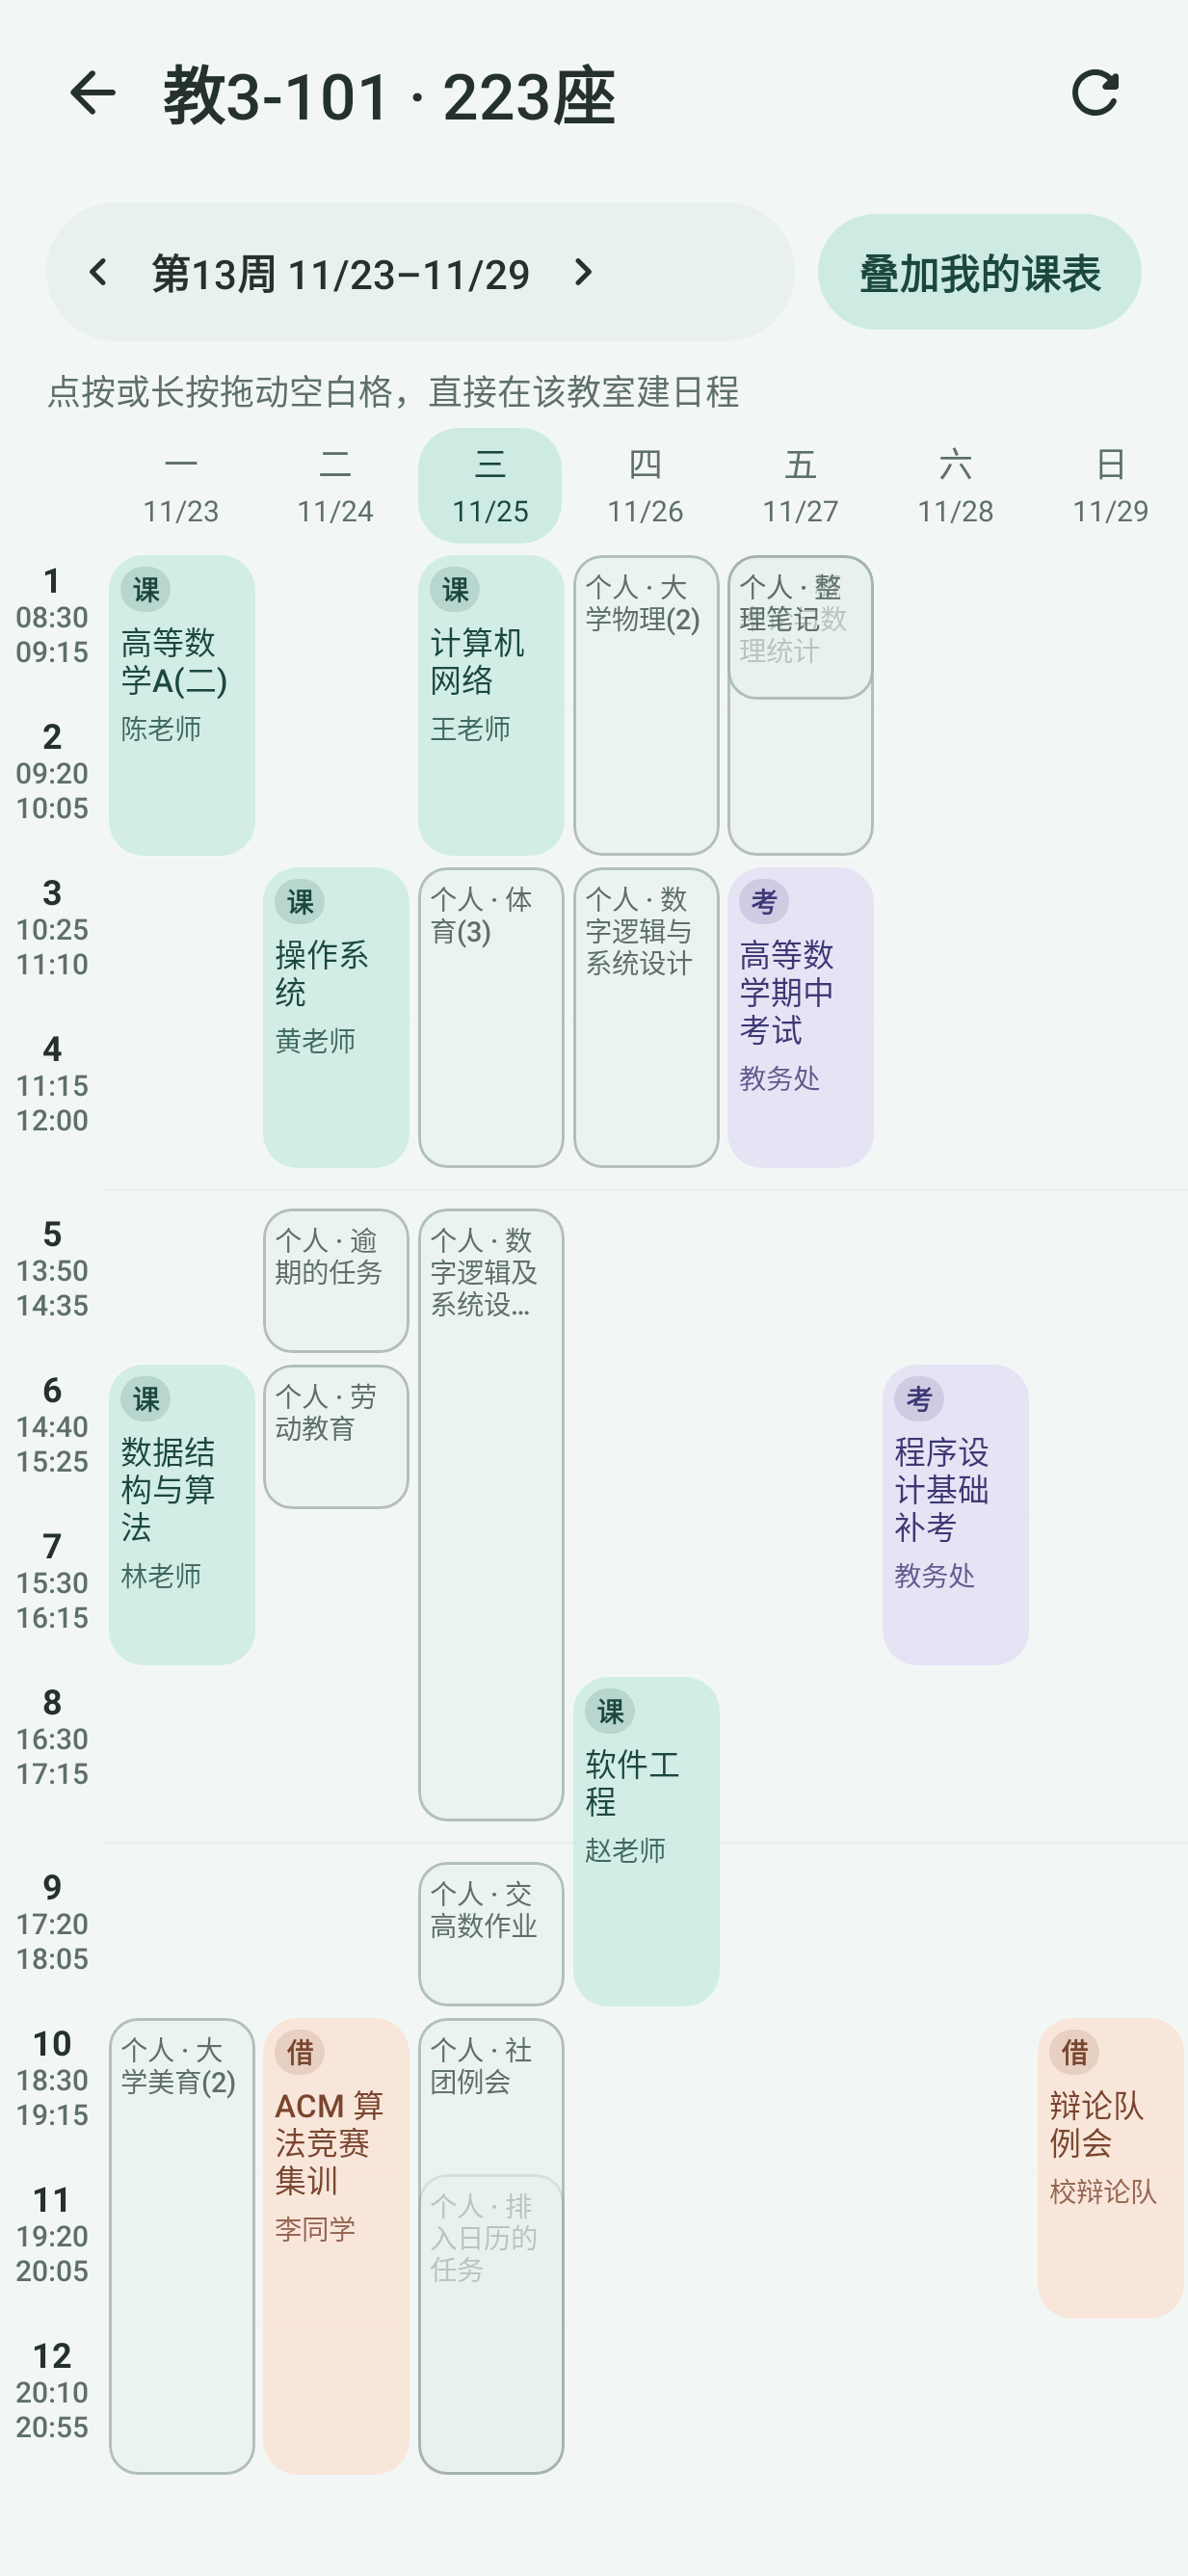 教3-101 · 223座
第13周 11/23–11/29
叠加我的课表
点按或长按拖动空白格，直接在该教室建日程
一
11/23
二
11/24
三
11/25
四
11/26
五
11/27
六
11/28
日
11/29
1
08:30
09:15
2
09:20
10:05
3
10:25
11:10
4
11:15
12:00
5
13:50
14:35
6
14:40
15:25
7
15:30
16:15
8
16:30
17:15
9
17:20
18:05
10
18:30
19:15
11
19:20
20:05
12
20:10
20:55
课
高等数
学A(二)
陈老师
课
数据结
构与算
法
林老师
个人 · 大
学美育(2)
课
操作系
统
黄老师
个人 · 逾
期的任务
个人 · 劳
动教育
借
ACM 算
法竞赛
集训
李同学
课
计算机
网络
王老师
个人 · 体
育(3)
个人 · 数
字逻辑及
系统设...
个人 · 交
高数作业
个人 · 社
团例会
个人 · 排
入日历的
任务
个人 · 大
学物理(2)
个人 · 数
字逻辑与
系统设计
课
软件工
程
赵老师
个人 · 整
理笔记
数
理统计
考
高等数
学期中
考试
教务处
考
程序设
计基础
补考
教务处
借
辩论队
例会
校辩论队